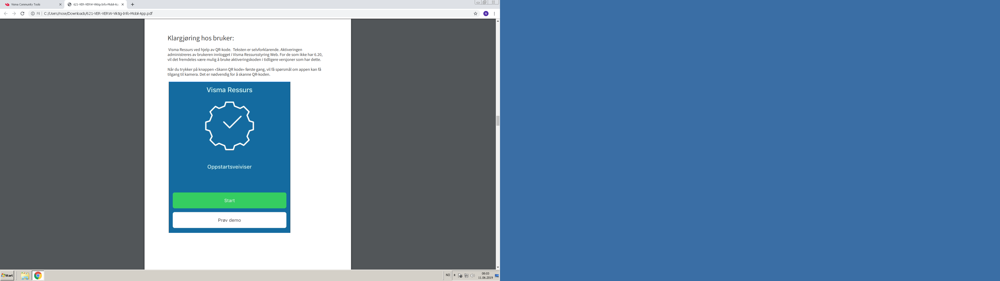 Visma Community Tools
621-VER-VERW-Viktig-Info-Mobil-Ap
Fil
C:/Users/nose/Downloads/621-VER-VERW-Viktig-Info-Mobil-App.pdf
N
Klargjøring hos bruker:
Visma Ressurs ved hjelp av QR-kode. Teksten er selvforklarende. Aktiveringen
administreres av brukeren innlogget i Visma Ressursstyring Web. For de som ikke har 6.20,
vil det fremdeles være mulig å bruke aktiveringskoden i tidligere versjoner som har dette.
Når du trykker på knappen «Skann QR kode» første gang, vil få spørsmål om appen kan få
tilgang til kamera. Det er nødvendig for å skanne QR-koden.
Visma Ressurs
Oppstartsveiviser
Start
Prøv demo
Start
NO
08:03
11.06.2019